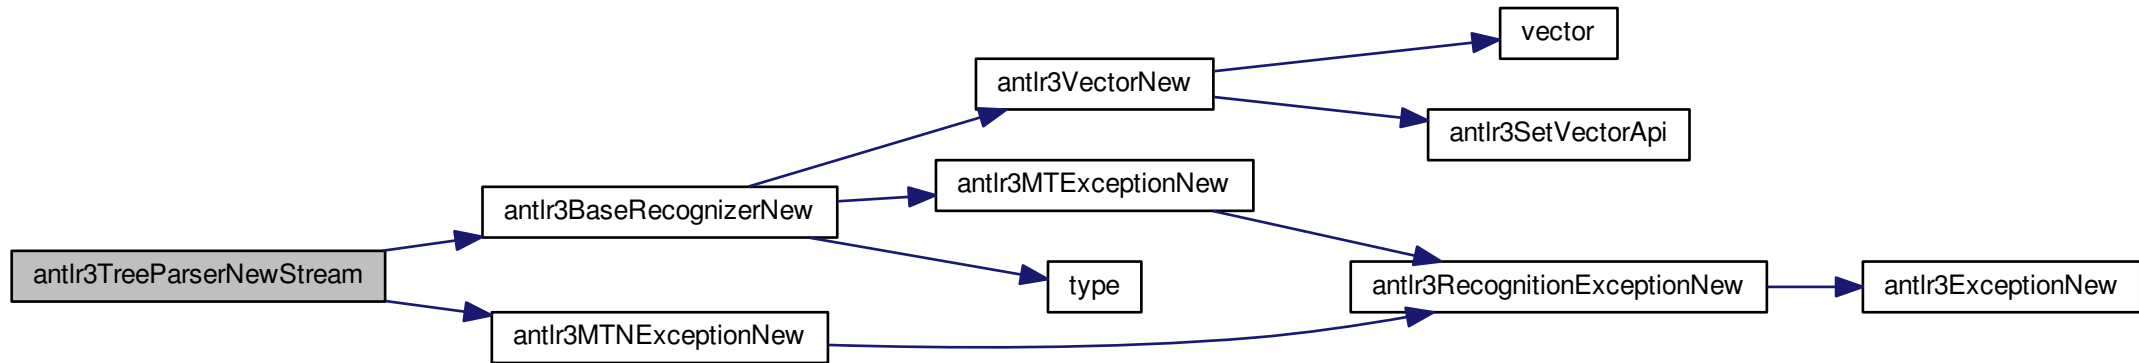 vector
antlr3VectorNew
antlr3SetVectorApi
antlr3MTExceptionNew
antlr3BaseRecognizerNew
antlr3TreeParserNewStream
type
antlr3RecognitionExceptionNew
antlr3ExceptionNew
antlr3MTNExceptionNew